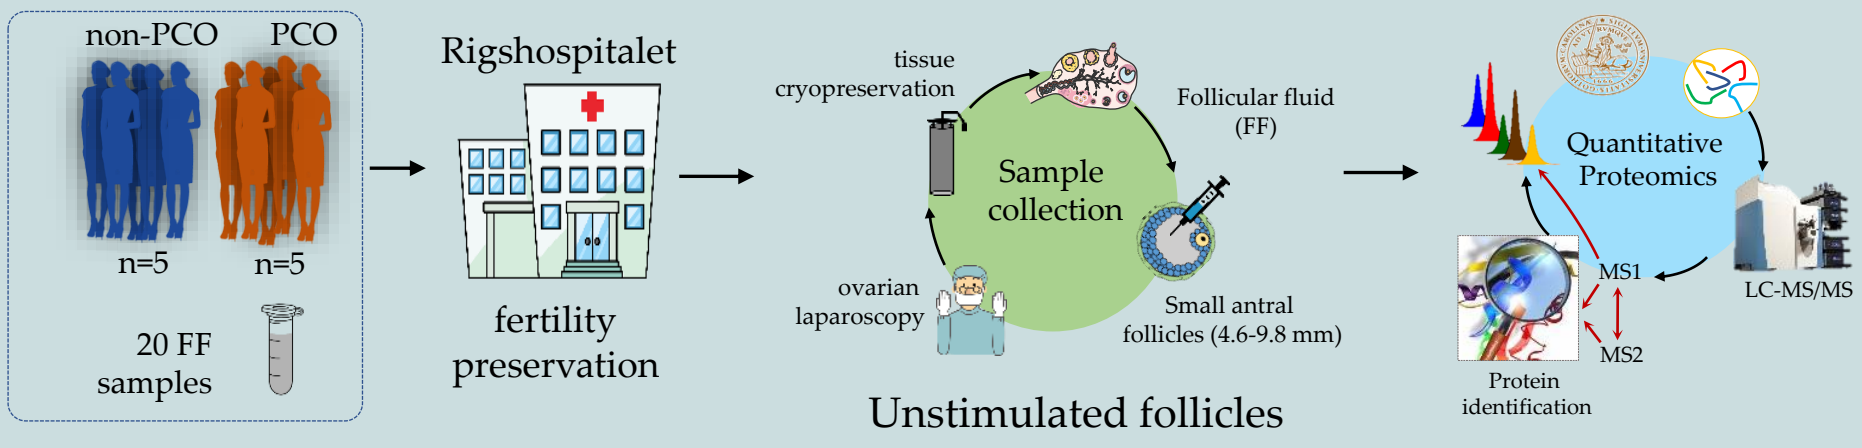 non-PCO
PCO
n=5
n=5
20 FF
samples
Rigshospitalet
fertility
preservation
tissue
cryopreservation
Follicular fluid
(FF)
Sample
collection
ovarian
laparoscopy
Small antral
follicles (4.6-9.8 mm)
Unstimulated follicles
Quantitative
Proteomics
LC-MS/MS
MS1
MS2
Protein
identification